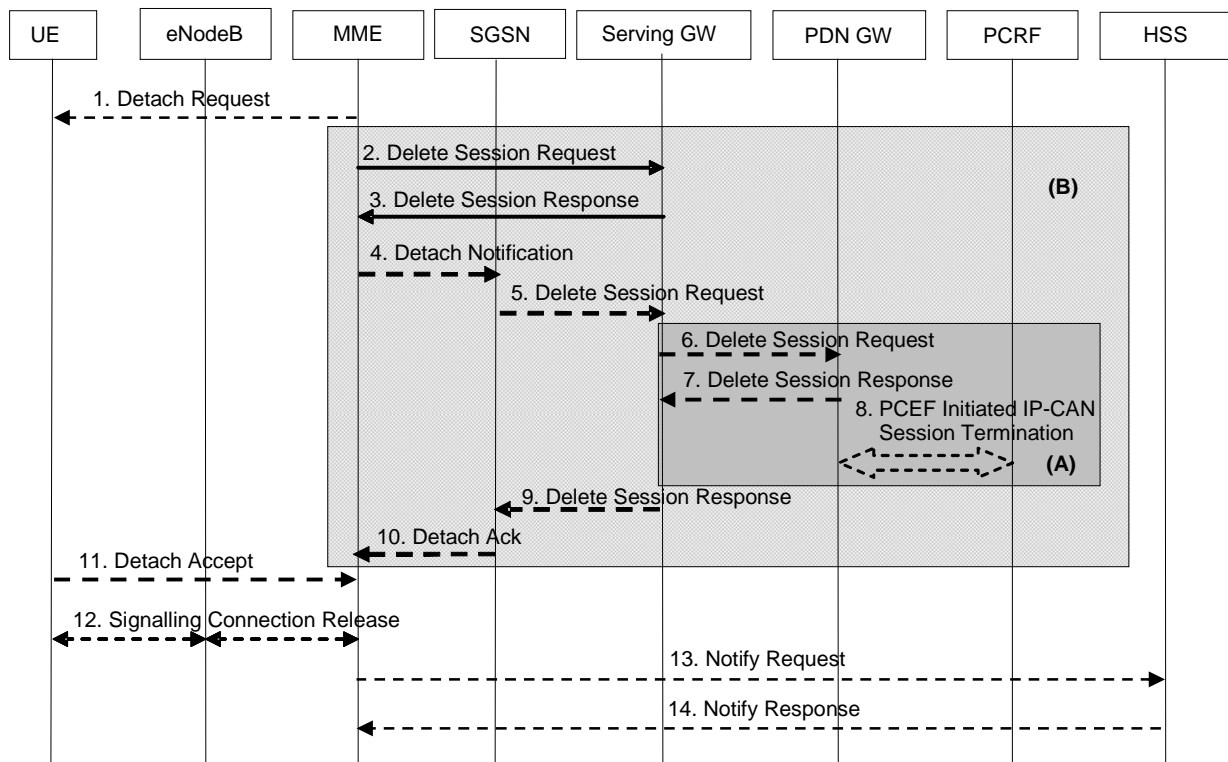 UE
eNodeB
MME
SGSN
Serving GW
PDN GW
PCRF
HSS
1. Detach Request
2. Delete Session Request
(B)
3. Delete Session Response
4. Detach Notification
5. Delete Session Request
6. Delete Session Request
7. Delete Session Response
8. PCEF Initiated IP-CAN
Session Termination
(A)
9. Delete Session Response
10. Detach Ack
11. Detach Accept
12. Signalling Connection Release
13. Notify Request
14. Notify Response